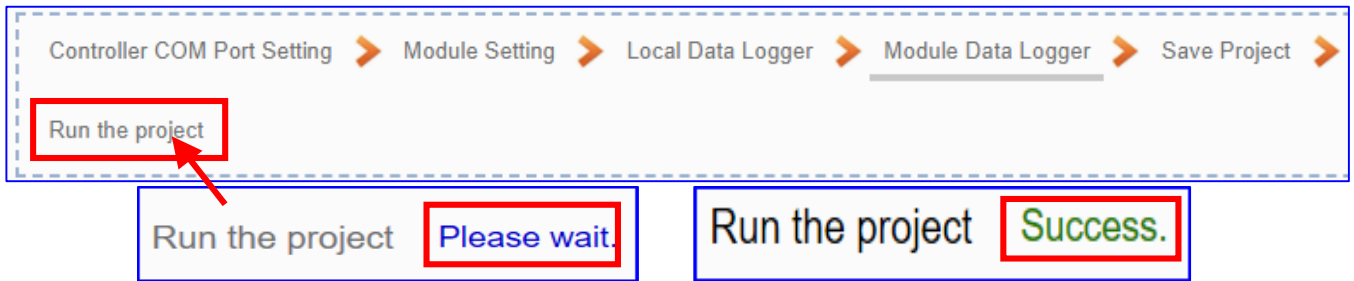 Controller COM Port Setting Module Setting Local Data Logger Module Data Logger Save Project
Run the project
Run the project Please wait.
Run the project Success.